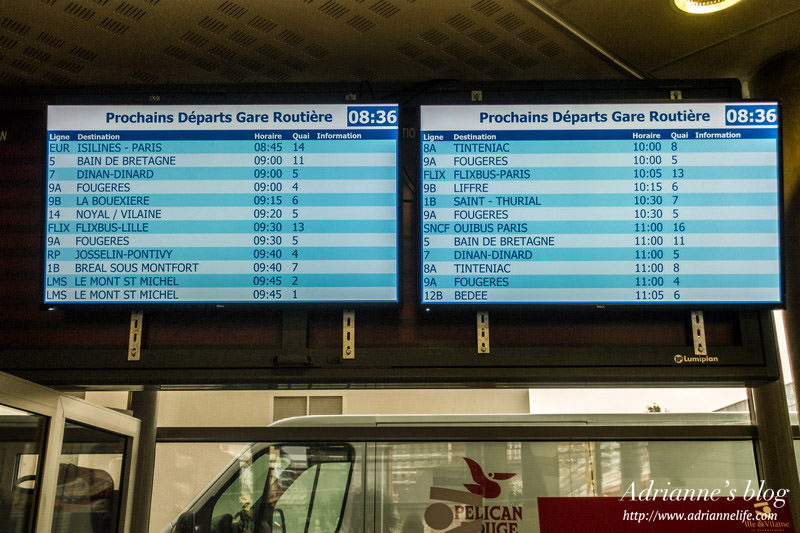 Prochains Départs Gare Routière 08:36
Ligne Destination Horaire Quai Information
EUR ISILINES - PARIS 08:45 14
5 BAIN DE BRETAGNE 09:00 11
7 DINAN-DINARD 09:00 5
9A FOUGERES 09:00 4
9B LA BOUEXIERE 09:15 6
14 NOYAL / VILAINE 09:20 5
FLIX FLIXBUS-LILLE 09:30 13
9A FOUGERES 09:30 5
RP JOSSELIN-PONTIVY 09:40 4
1B BREAL SOUS MONTFORT 09:40 7
LMS LE MONT ST MICHEL 09:45 2
LMS LE MONT ST MICHEL 09:45 1
Prochains Départs Gare Routière 08:36
Ligne Destination Horaire Quai Information
8A TINTENIAC 10:00 8
9A FOUGERES 10:00 5
FLIX FLIXBUS-PARIS 10:05 13
9B LIFFRE 10:15 6
1B SAINT - THURIAL 10:30 7
9A FOUGERES 10:30 5
SNCF OUIBUS PARIS 11:00 16
5 BAIN DE BRETAGNE 11:00 11
7 DINAN-DINARD 11:00 5
8A TINTENIAC 11:00 8
9A FOUGERES 11:00 4
12B BEDEE 11:05 6
Lumiplan
PELICAN
ROUGE
Adrianne's blog
http://www.adriannelife.com
Ille & Vilaine